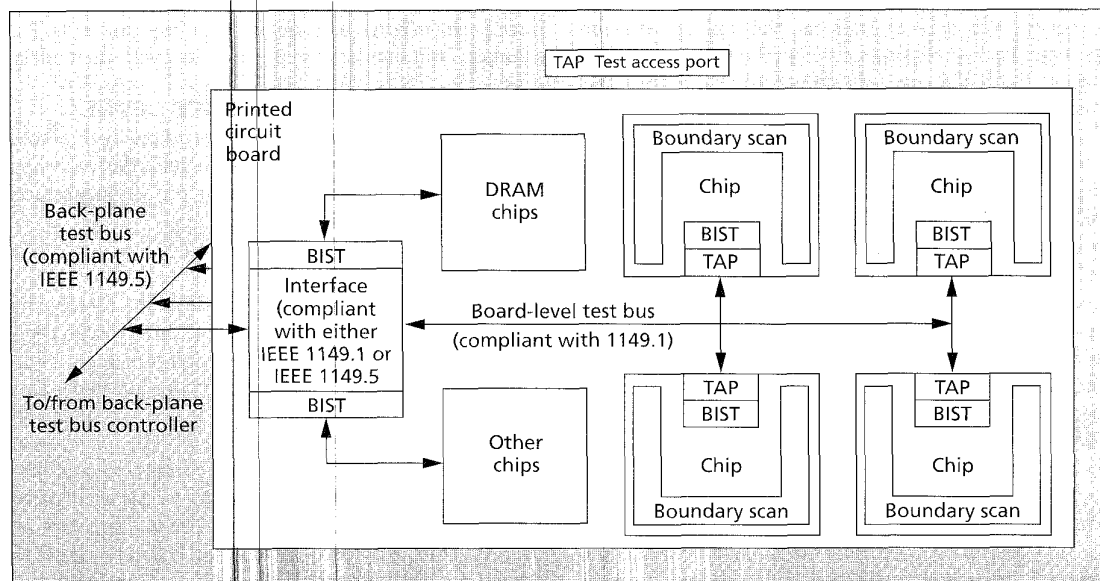 TAP Test access port
Printed
circuit
board
Back-plane
test bus
(compliant with
IEEE 1149.5)
To/from back-plane
test bus controller
BIST
Interface
(compliant
with either
IEEE 1149.1 or
IEEE 1149.5
BIST
DRAM
chips
Board-level test bus
(compliant with 1149.1)
Other
chips
Boundary scan
Chip
BIST
TAP
Boundary scan
Chip
BIST
TAP
TAP
BIST
Chip
Boundary scan
TAP
BIST
Chip
Boundary scan